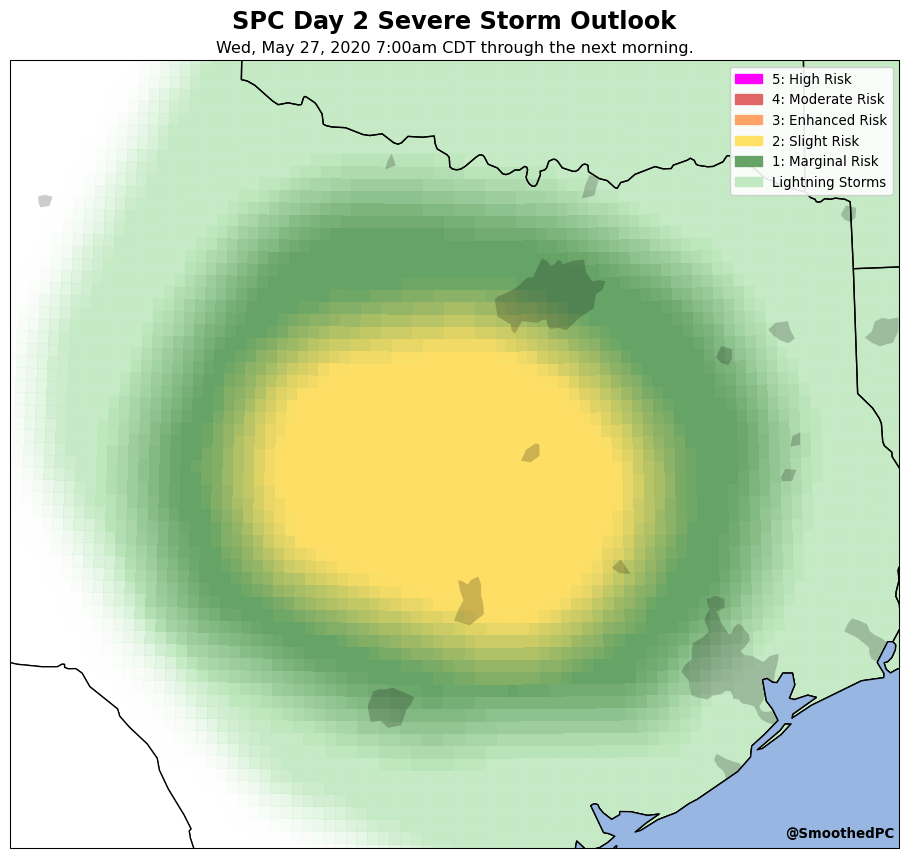 SPC Day 2 Severe Storm Outlook
Wed, May 27, 2020 7:00am CDT through the next morning.
5: High Risk
4: Moderate Risk
3: Enhanced Risk
2: Slight Risk
1: Marginal Risk
Lightning Storms
@SmoothedPC